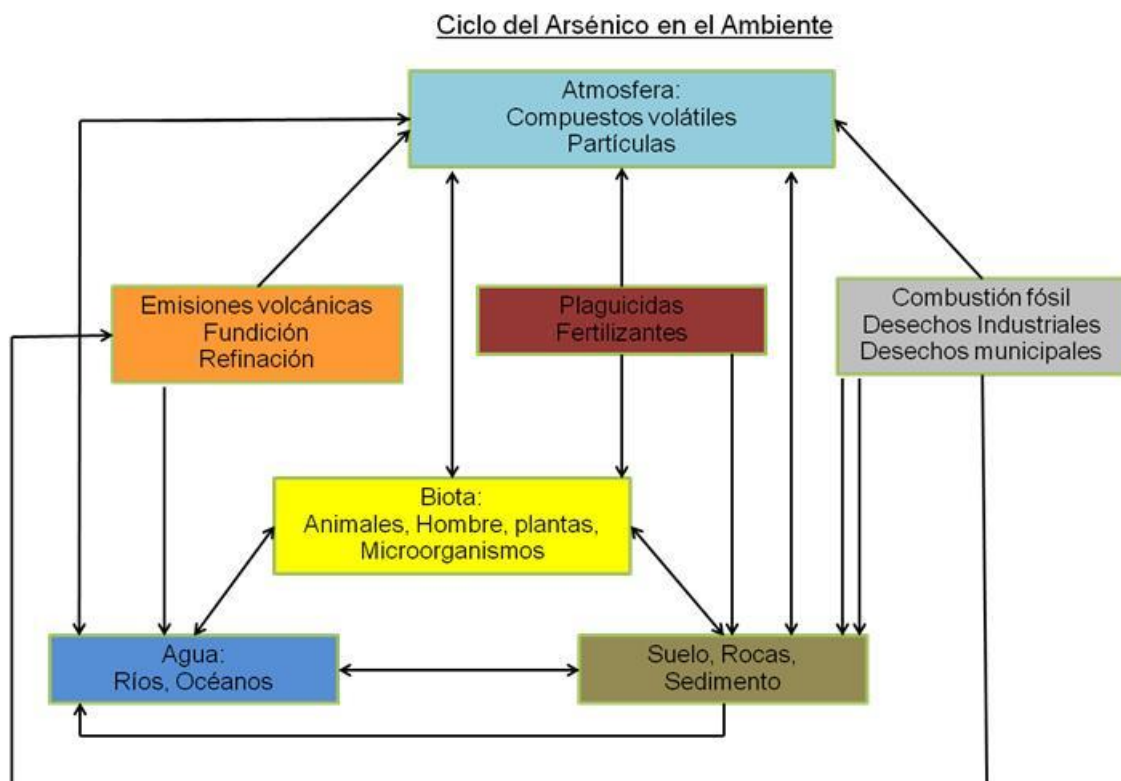 Ciclo del Arsénico en el Ambiente
Atmosfera:
Compuestos volátiles
Partículas
Emisiones volcánicas
Fundición
Refinación
Plaguicidas
Fertilizantes
Combustión fósil
Desechos Industriales
Desechos municipales
Biota:
Animales, Hombre, plantas,
Microorganismos
Agua:
Ríos, Océanos
Suelo, Rocas,
Sedimento